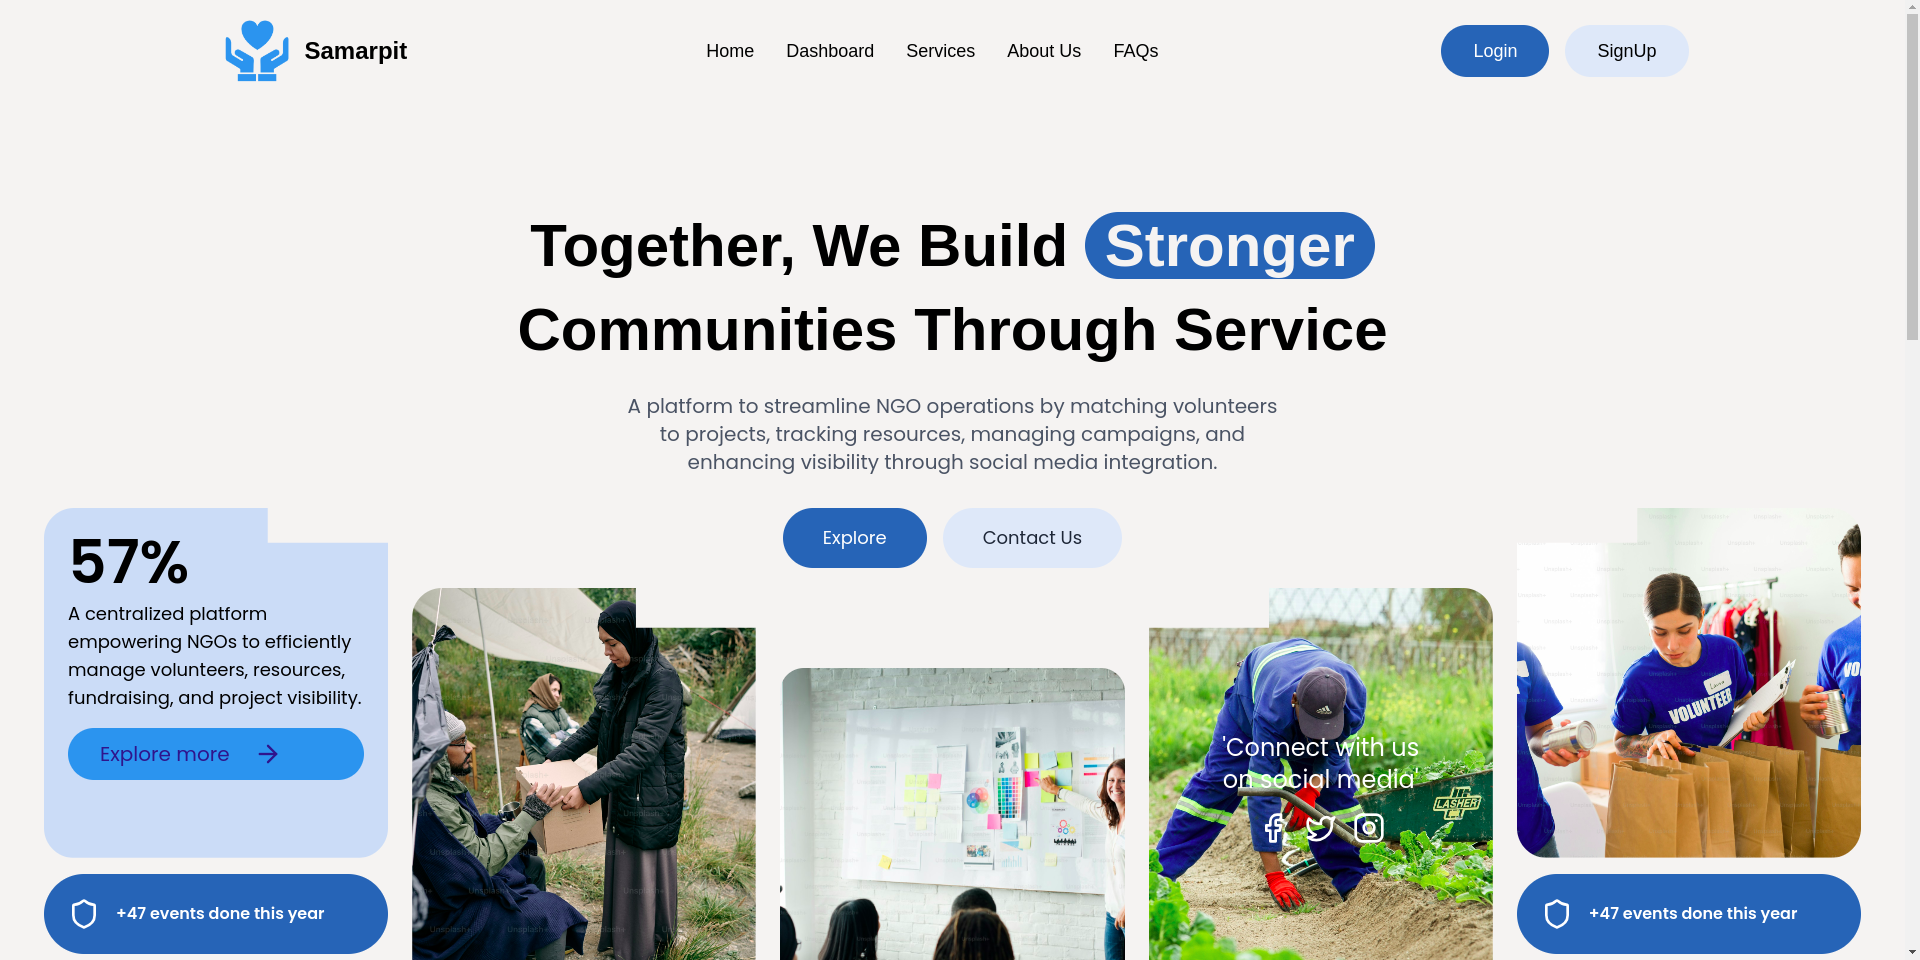 Samarpit
Home
Dashboard
Services
About Us
FAQs
Login
SignUp
Together, We Build Stronger
Communities Through Service
A platform to streamline NGO operations by matching volunteers
to projects, tracking resources, managing campaigns, and
enhancing visibility through social media integration.
Explore
Contact Us
57%
A centralized platform
empowering NGOs to efficiently
manage volunteers, resources,
fundraising, and project visibility.
Explore more
+47 events done this year
'Connect with us
on social media'
LASHER
VOLUNTEER
+47 events done this year